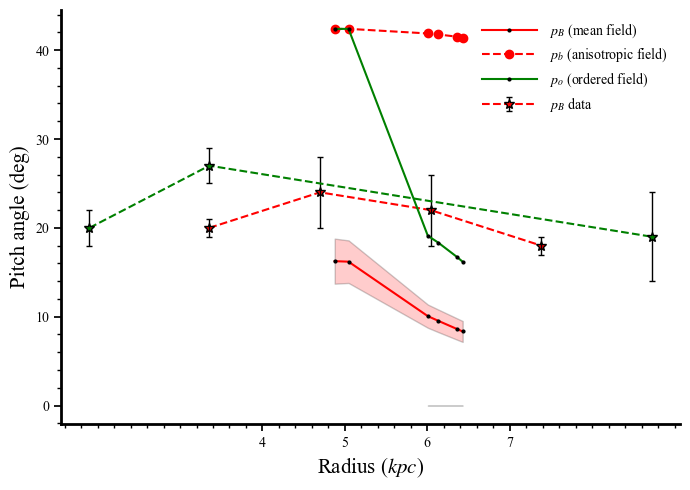 p_B (mean field)
p_b (anisotropic field)
p_o (ordered field)
p_B data
40
30
20
10
0
Pitch angle (deg)
4 5 6 7
Radius (kpc)